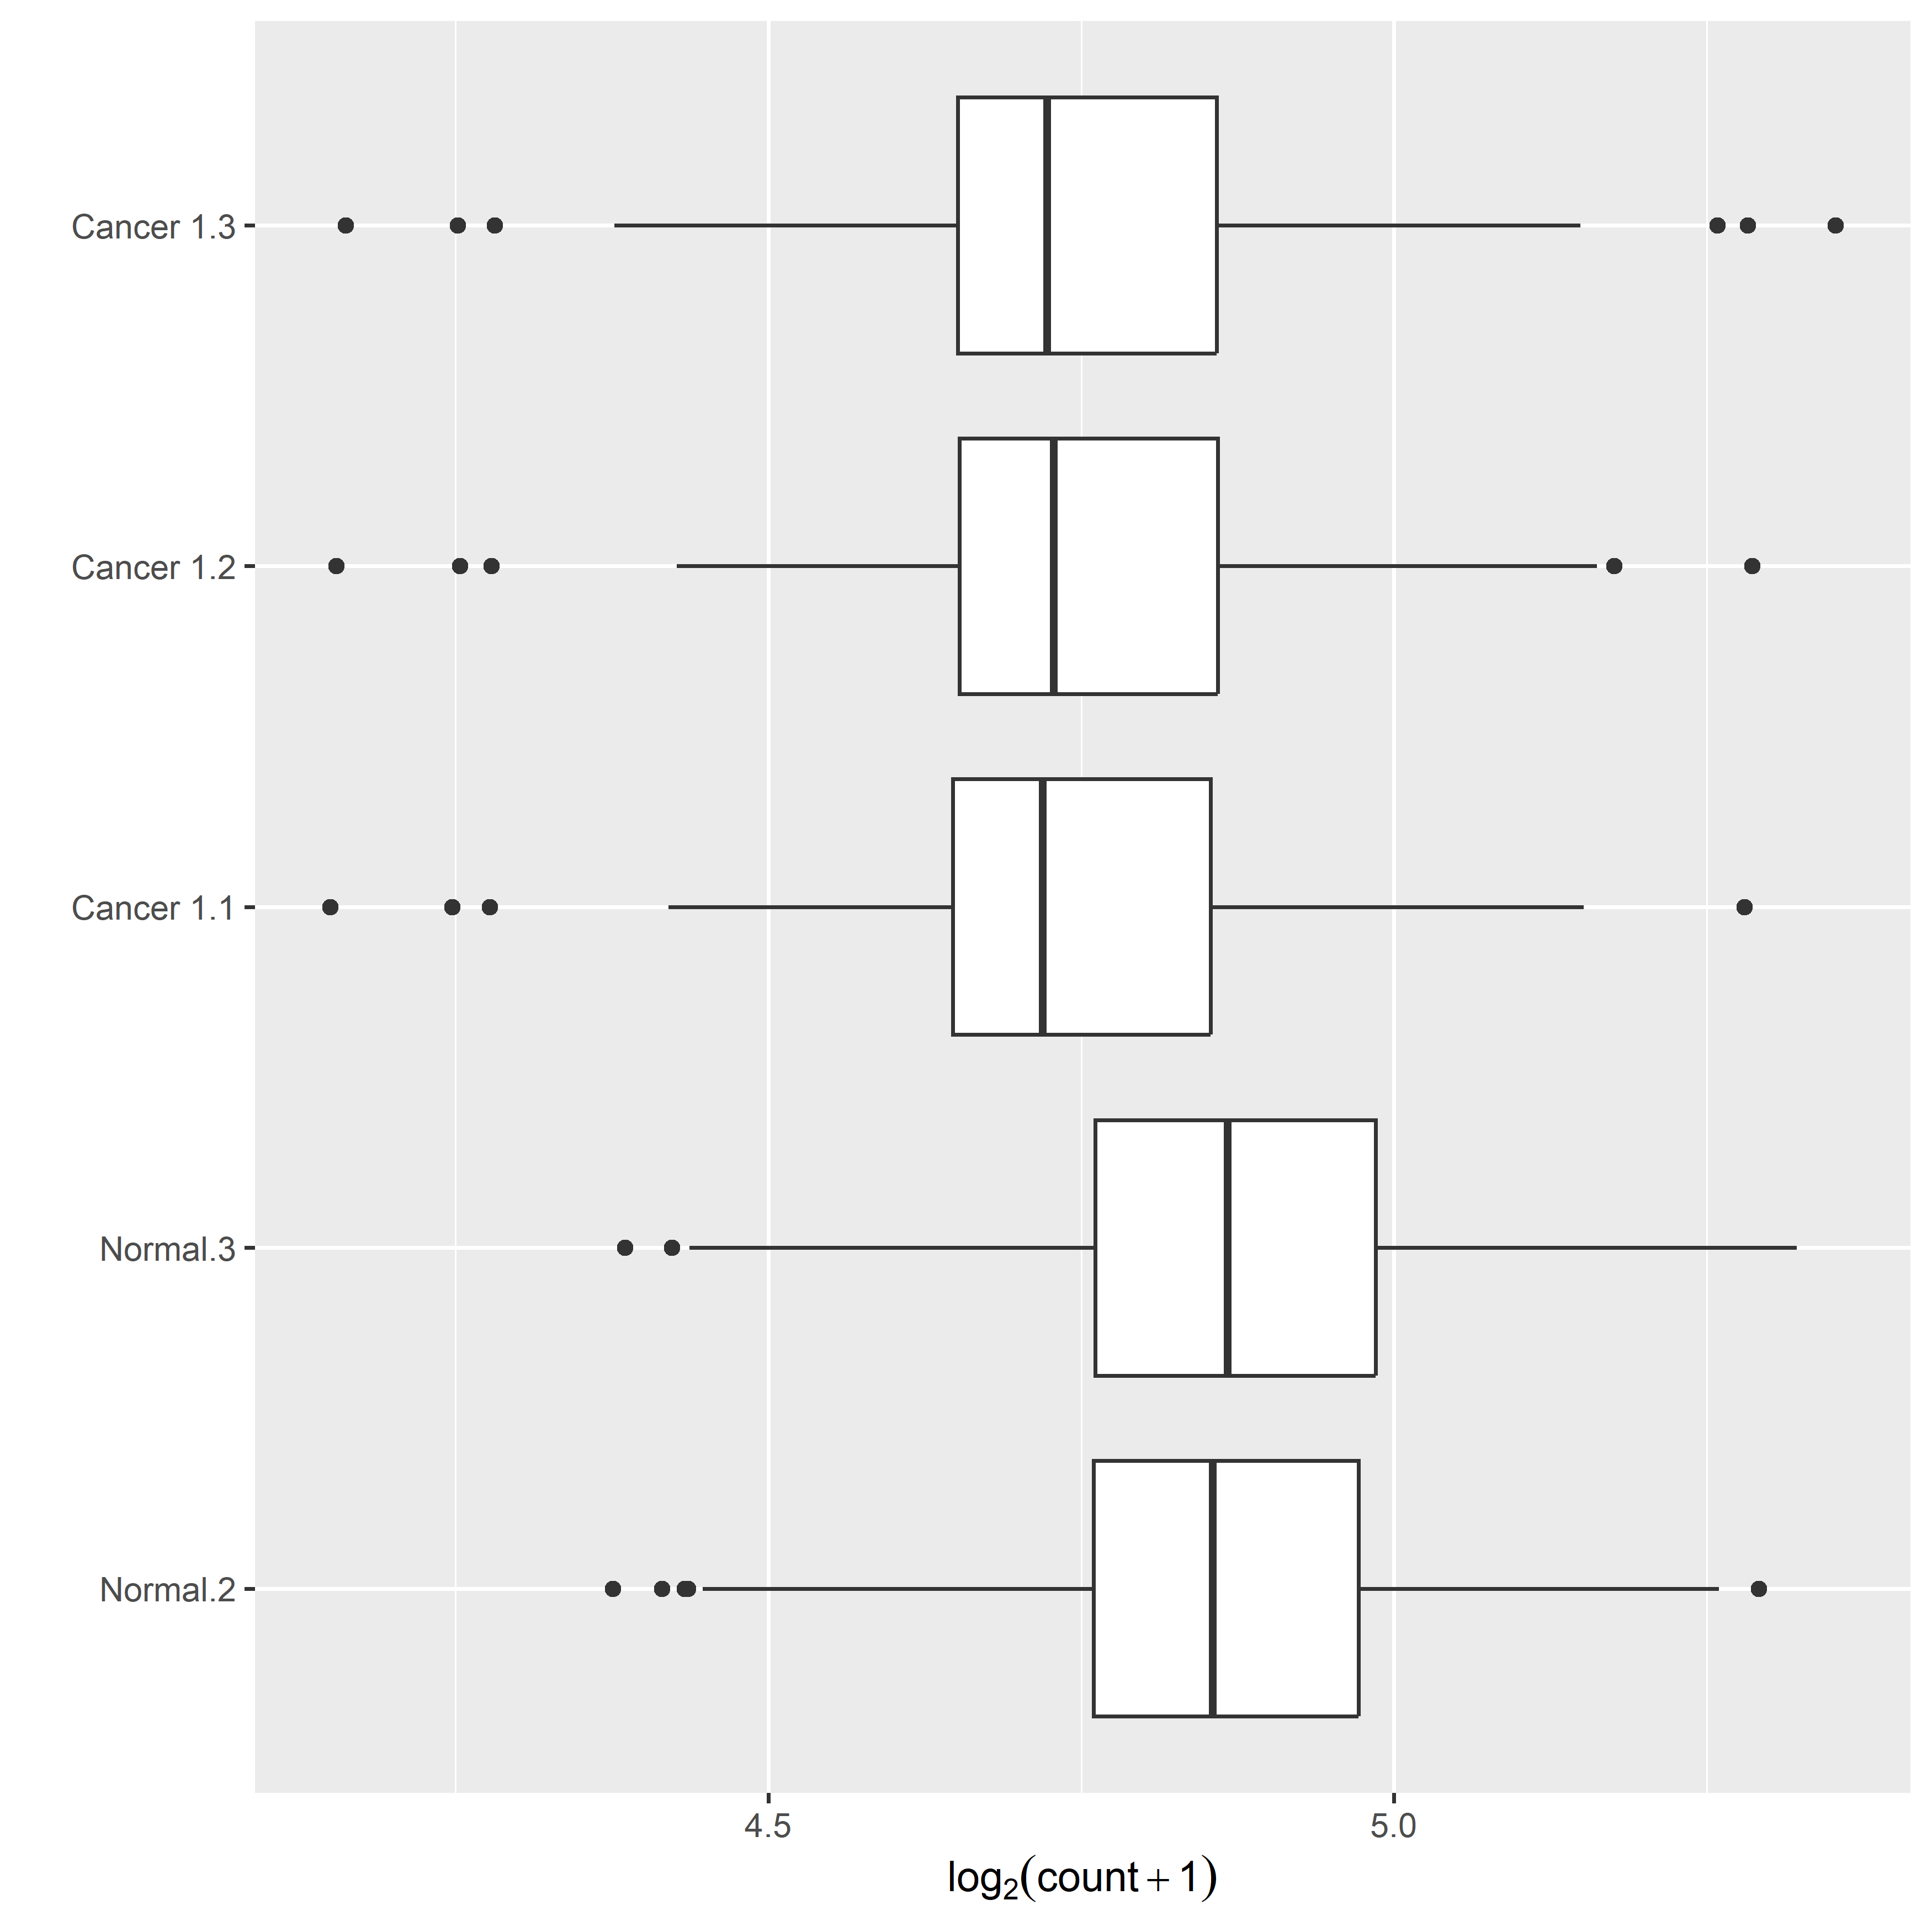 Cancer 1.3
Cancer 1.2
Cancer 1.1
Normal.3
Normal.2
4.5 5.0
log₂(count + 1)